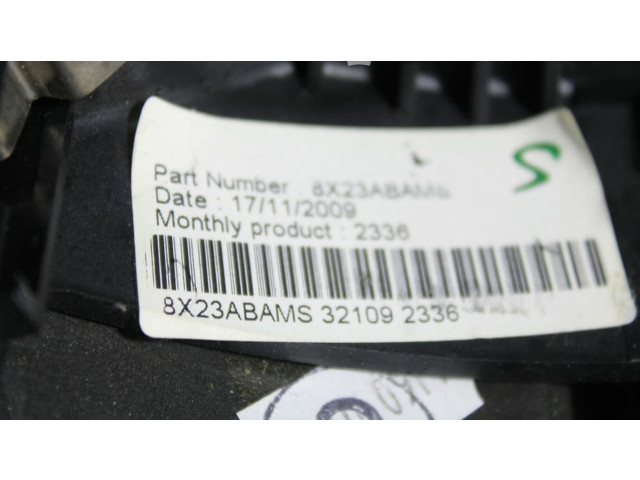 Part Number : 8X23ABAMS
Date : 17/11/2009
Monthly product : 2336
8X23ABAMS 32109 2336
S